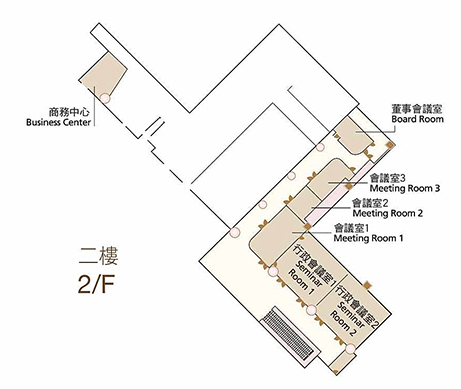 董事會議室
Board Room
商務中心
Business Center
會議室3
Meeting Room 3
會議室2
Meeting Room 2
會議室1
Meeting Room 1
二樓
2/F
行政會議室1
Seminar
Room 1
行政會議室2
Seminar
Room 2